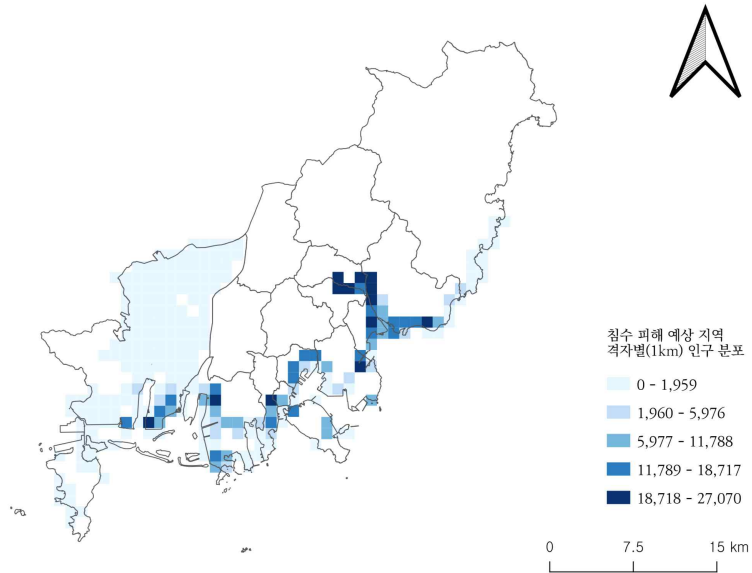 침수 피해 예상 지역
격자별(1km) 인구 분포
0 - 1,959
1,960 - 5,976
5,977 - 11,788
11,789 - 18,717
18,718 - 27,070
0 7.5 15 km